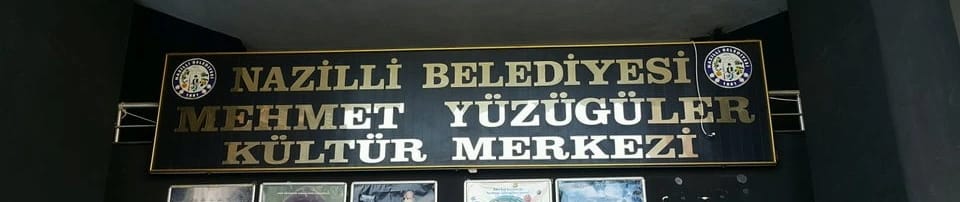 NAZİLLİ BELEDİYESİ
MEHMET YÜZÜGÜLER
KÜLTÜR MERKEZİ